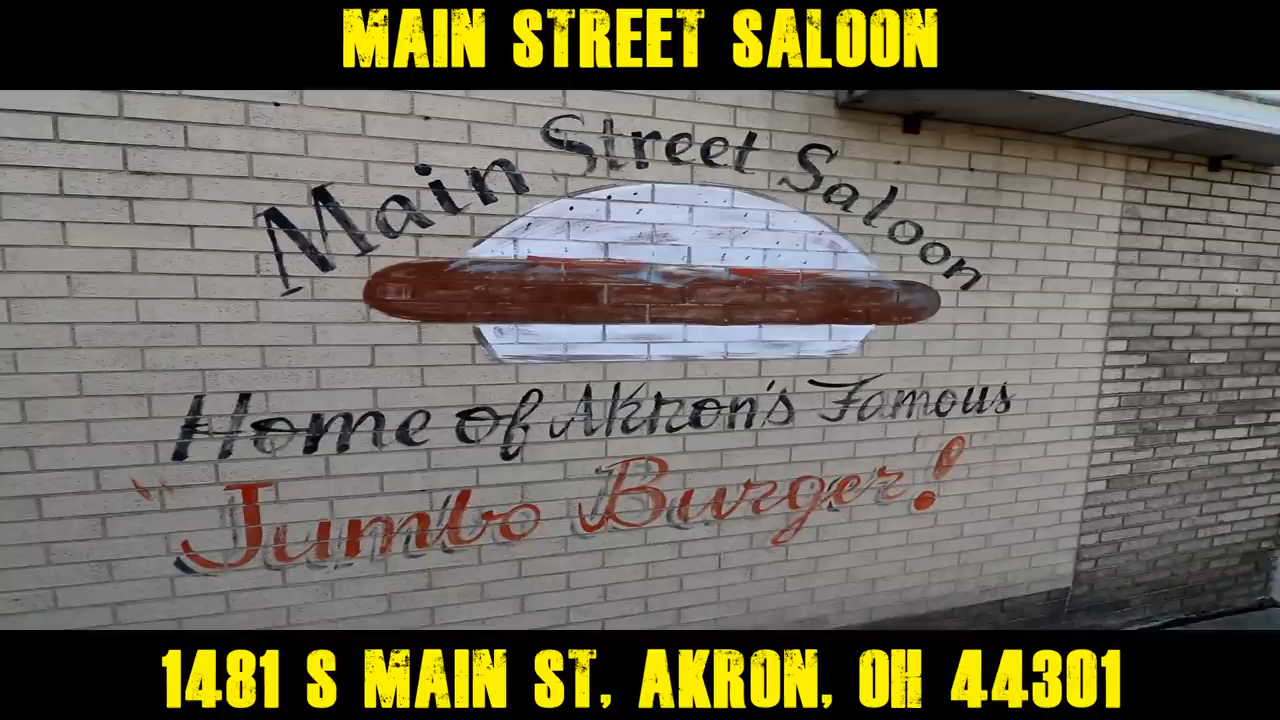 MAIN STREET SALOON
Main Street Saloon
Home of Akron's Famous
"Jumbo Burger!"
1481 S MAIN ST, AKRON, OH 44301